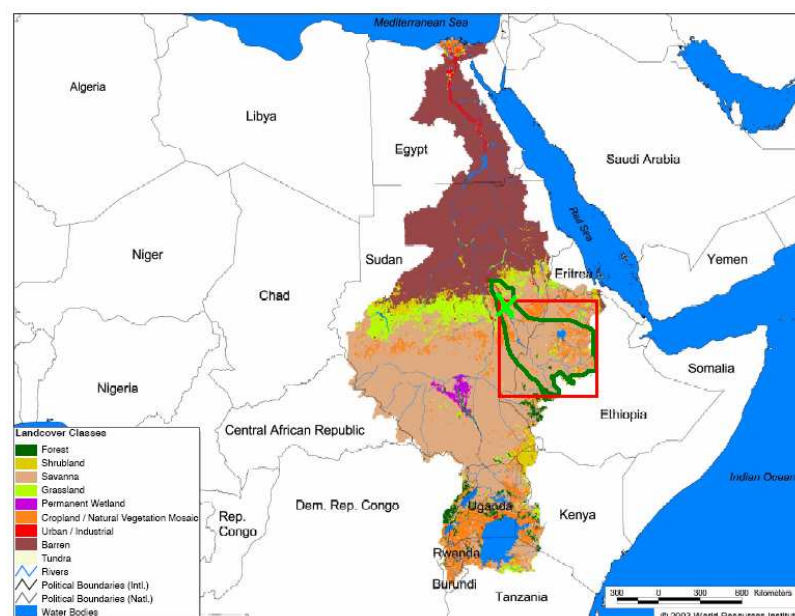 Mediterranean Sea
Algeria
Libya
Egypt
Saudi Arabia
Red Sea
Niger
Chad
Sudan
Eritrea
Yemen
Nigeria
Somalia
Ethiopia
Central African Republic
Landcover Classes
Forest
Shrubland
Savanna
Grassland
Permanent Wetland
Cropland / Natural Vegetation Mosaic
Urban / Industrial
Barren
Tundra
Rivers
Political Boundaries (Intl.)
Political Boundaries (Natl.)
Water Bodies
Rep.
Congo
Dem. Rep. Congo
Uganda
Kenya
Rwanda
Burundi
Tanzania
Indian Ocean
300 0 300 600 Kilometers
© 2003 World Resources Institut